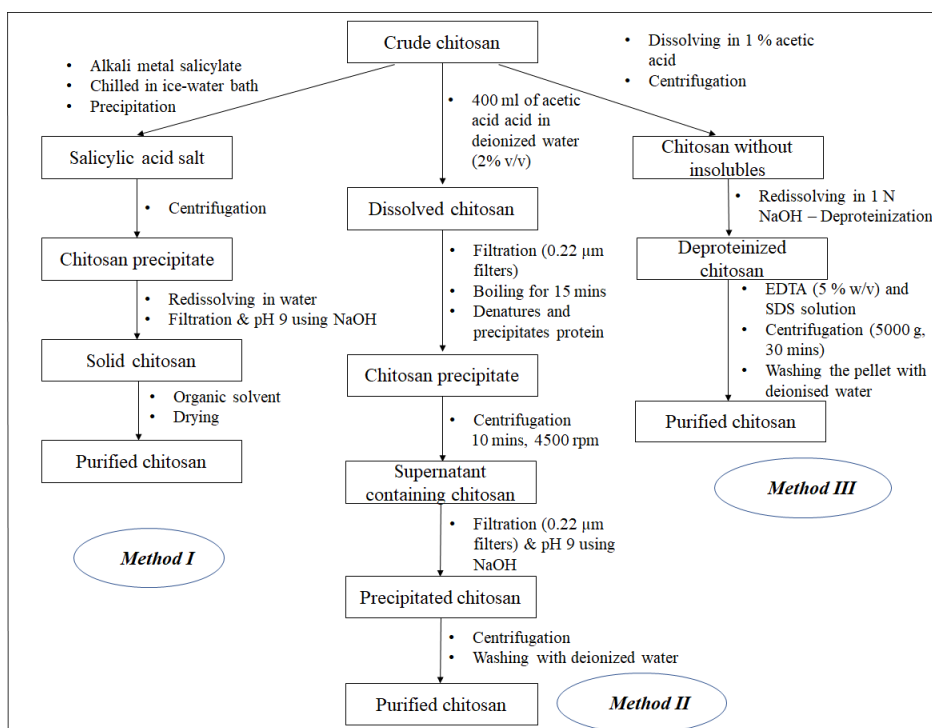 Crude chitosan
• Alkali metal salicylate
• Chilled in ice-water bath
• Precipitation
• 400 ml of acetic
acid acid in
deionized water
(2% v/v)
• Dissolving in 1 % acetic
acid
• Centrifugation
Salicylic acid salt
• Centrifugation
Chitosan precipitate
• Redissolving in water
• Filtration & pH 9 using NaOH
Solid chitosan
• Organic solvent
• Drying
Purified chitosan
Method I
Dissolved chitosan
• Filtration (0.22 µm
filters)
• Boiling for 15 mins
• Denatures and
precipitates protein
Chitosan precipitate
• Centrifugation
10 mins, 4500 rpm
Supernatant
containing chitosan
• Filtration (0.22 µm
filters) & pH 9 using
NaOH
Precipitated chitosan
• Centrifugation
• Washing with deionized water
Purified chitosan
Method II
Chitosan without
insolubles
• Redissolving in 1 N
NaOH – Deproteinization
Deproteinized
chitosan
• EDTA (5 % w/v) and
SDS solution
• Centrifugation (5000 g,
30 mins)
• Washing the pellet with
deionised water
Purified chitosan
Method III